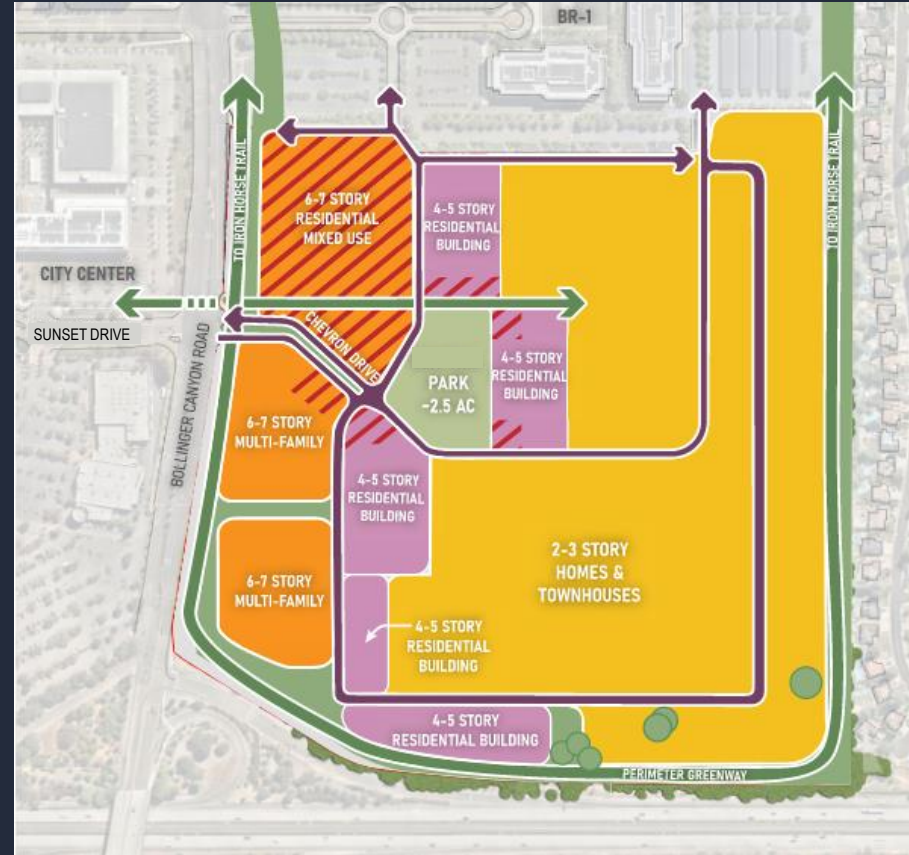 BR-1
TO IRON HORSE TRAIL
TO IRON HORSE TRAIL
6-7 STORY
RESIDENTIAL
MIXED USE
4-5 STORY
RESIDENTIAL
BUILDING
CITY CENTER
SUNSET DRIVE
BOLLINGER CANYON ROAD
CHEVRON DRIVE
PARK
~2.5 AC
4-5 STORY
RESIDENTIAL
BUILDING
6-7 STORY
MULTI-FAMILY
4-5 STORY
RESIDENTIAL
BUILDING
2-3 STORY
HOMES &
TOWNHOUSES
6-7 STORY
MULTI-FAMILY
4-5 STORY
RESIDENTIAL
BUILDING
4-5 STORY
RESIDENTIAL BUILDING
PERIMETER GREENWAY